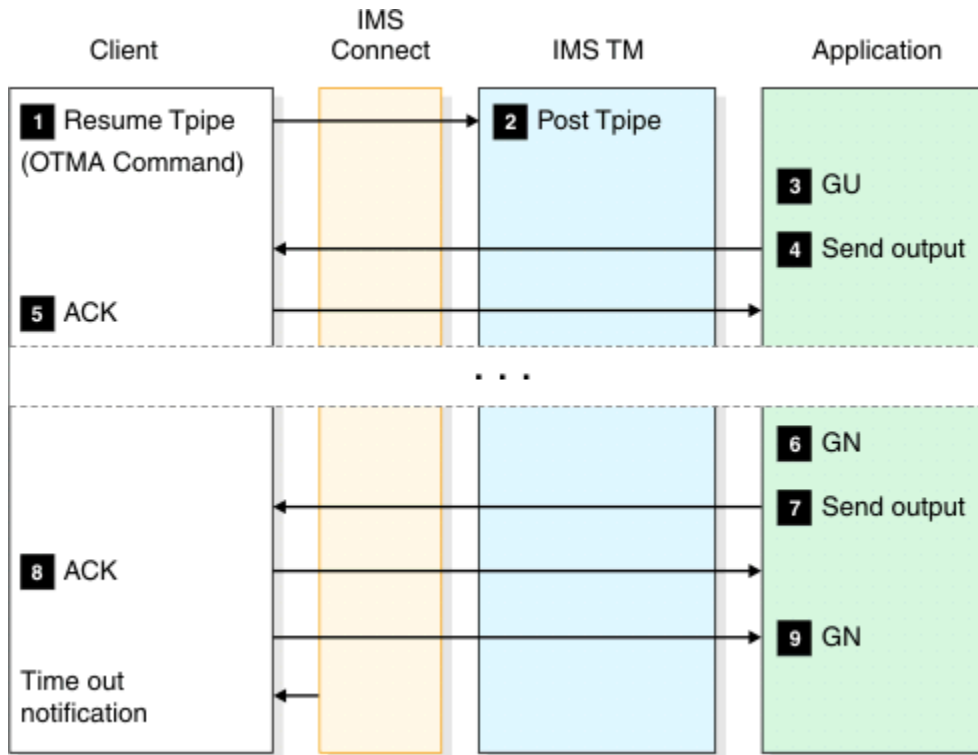 Client
IMS
Connect
IMS TM
Application
1 Resume Tpipe
(OTMA Command)
2 Post Tpipe
3 GU
4 Send output
5 ACK
. . .
6 GN
7 Send output
8 ACK
9 GN
Time out
notification